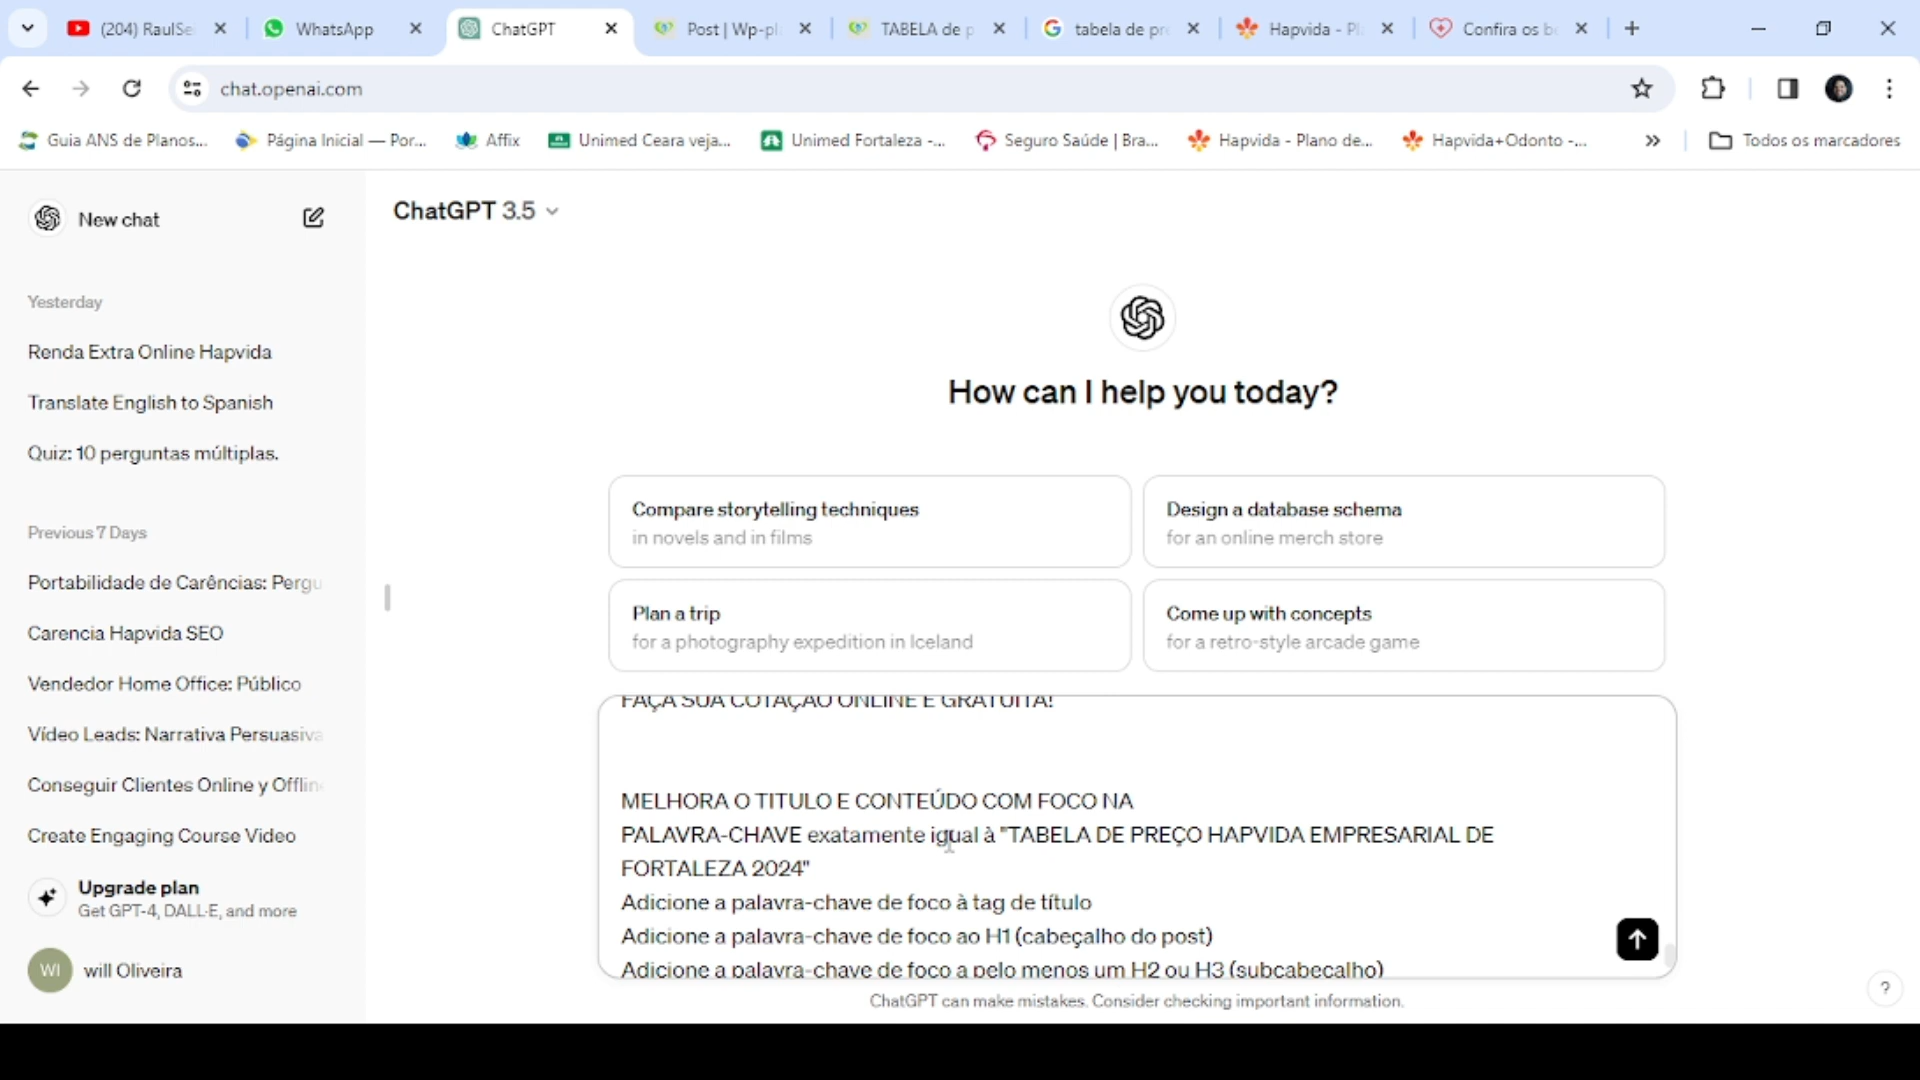 (204) RaulSe
WhatsApp
ChatGPT
Post | Wp-pl
TABELA de p
tabela de pr
Hapvida - Pl
Confira os b
chat.openai.com
Guia ANS de Planos...
Página Inicial — Por...
Affix
Unimed Ceara veja...
Unimed Fortaleza -...
Seguro Saúde | Bra...
Hapvida - Plano de...
Hapvida+Odonto -...
»
Todos os marcadores
New chat
ChatGPT 3.5
Yesterday
Renda Extra Online Hapvida
Translate English to Spanish
Quiz: 10 perguntas múltiplas.
Previous 7 Days
Portabilidade de Carências: Pergu
Carencia Hapvida SEO
Vendedor Home Office: Público
Vídeo Leads: Narrativa Persuasiva
Conseguir Clientes Online y Offline
Create Engaging Course Video
Upgrade plan
Get GPT-4, DALL·E, and more
WI
will Oliveira
How can I help you today?
Compare storytelling techniques
in novels and in films
Design a database schema
for an online merch store
Plan a trip
for a photography expedition in Iceland
Come up with concepts
for a retro-style arcade game
FAÇA SUA COTAÇÃO ONLINE E GRATUITA!
MELHORA O TITULO E CONTEÚDO COM FOCO NA
PALAVRA-CHAVE exatamente igual à "TABELA DE PREÇO HAPVIDA EMPRESARIAL DE
FORTALEZA 2024"
Adicione a palavra-chave de foco à tag de título
Adicione a palavra-chave de foco ao H1 (cabeçalho do post)
Adicione a palavra-chave de foco a pelo menos um H2 ou H3 (subcabeçalho)
ChatGPT can make mistakes. Consider checking important information.
?